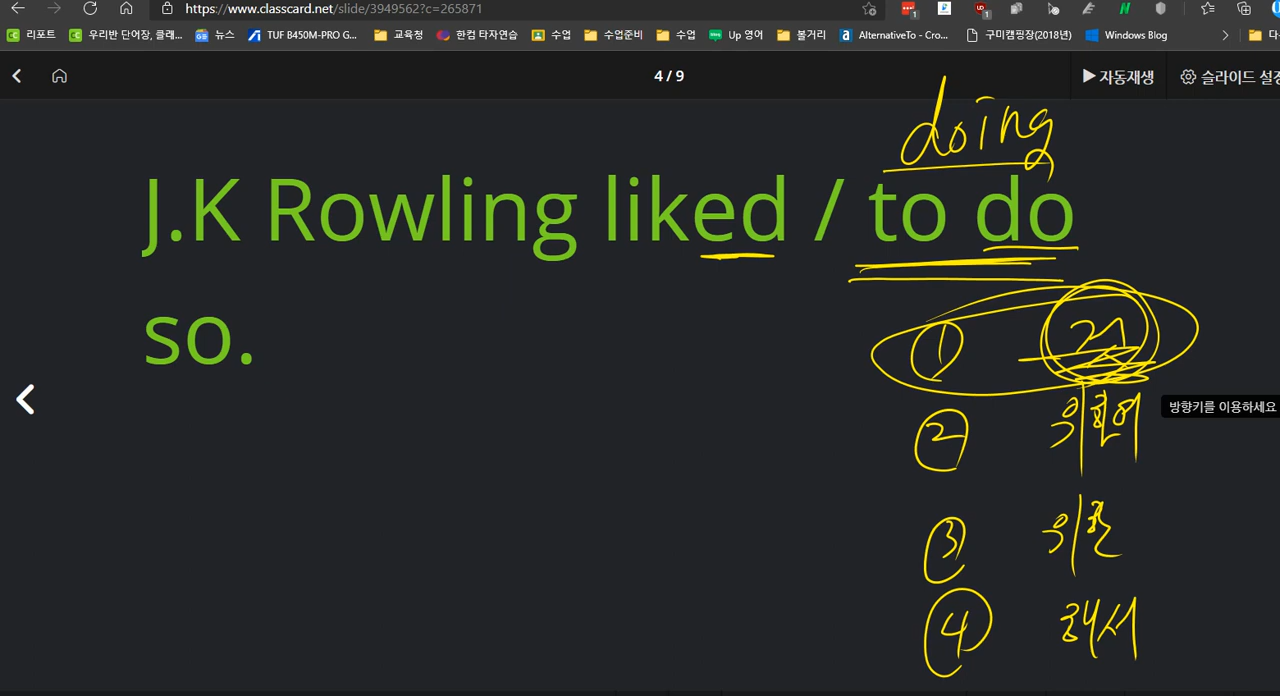 https://www.classcard.net/slide/3949562?c=265871
1
1
리포트 우리반 단어장, 클래... 뉴스 TUF B450M-PRO G... 교육청 한컴 타자연습 수업 수업준비 수업 Up 영어 볼거리 AlternativeTo - Cro... 구미캠핑장(2018년) Windows Blog 다
4 / 9
▶ 자동재생
슬라이드 설정
doing
J.K Rowling liked / to do
so.
① 것
② 위한
방향키를 이용하세요
③ 위한
④ 해서